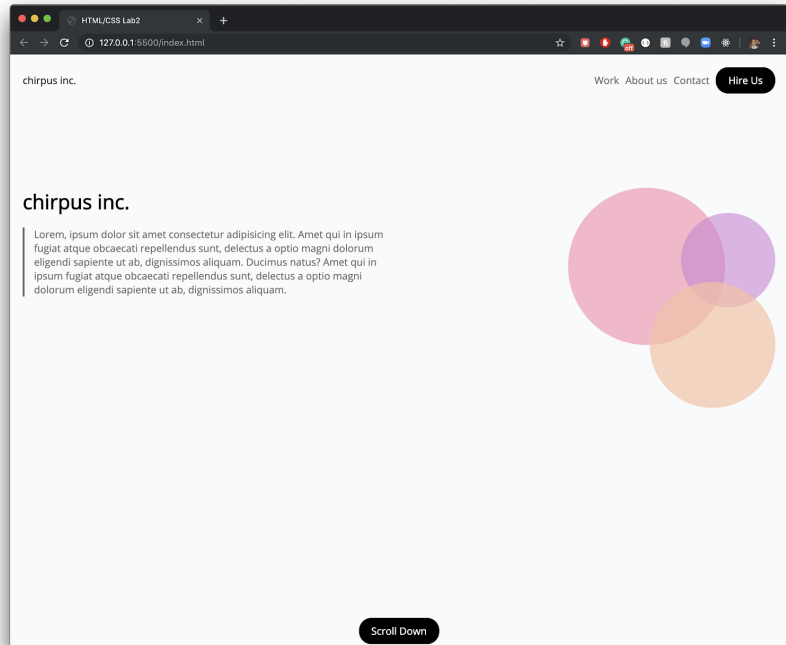 HTML/CSS Lab2
127.0.0.1:5500/index.html
off
chirpus inc.
Work About us Contact Hire Us
chirpus inc.
Lorem, ipsum dolor sit amet consectetur adipisicing elit. Amet qui in ipsum
fugiat atque obcaecati repellendus sunt, delectus a optio magni dolorum
eligendi sapiente ut ab, dignissimos aliquam. Ducimus natus? Amet qui in
ipsum fugiat atque obcaecati repellendus sunt, delectus a optio magni
dolorum eligendi sapiente ut ab, dignissimos aliquam.
Scroll Down